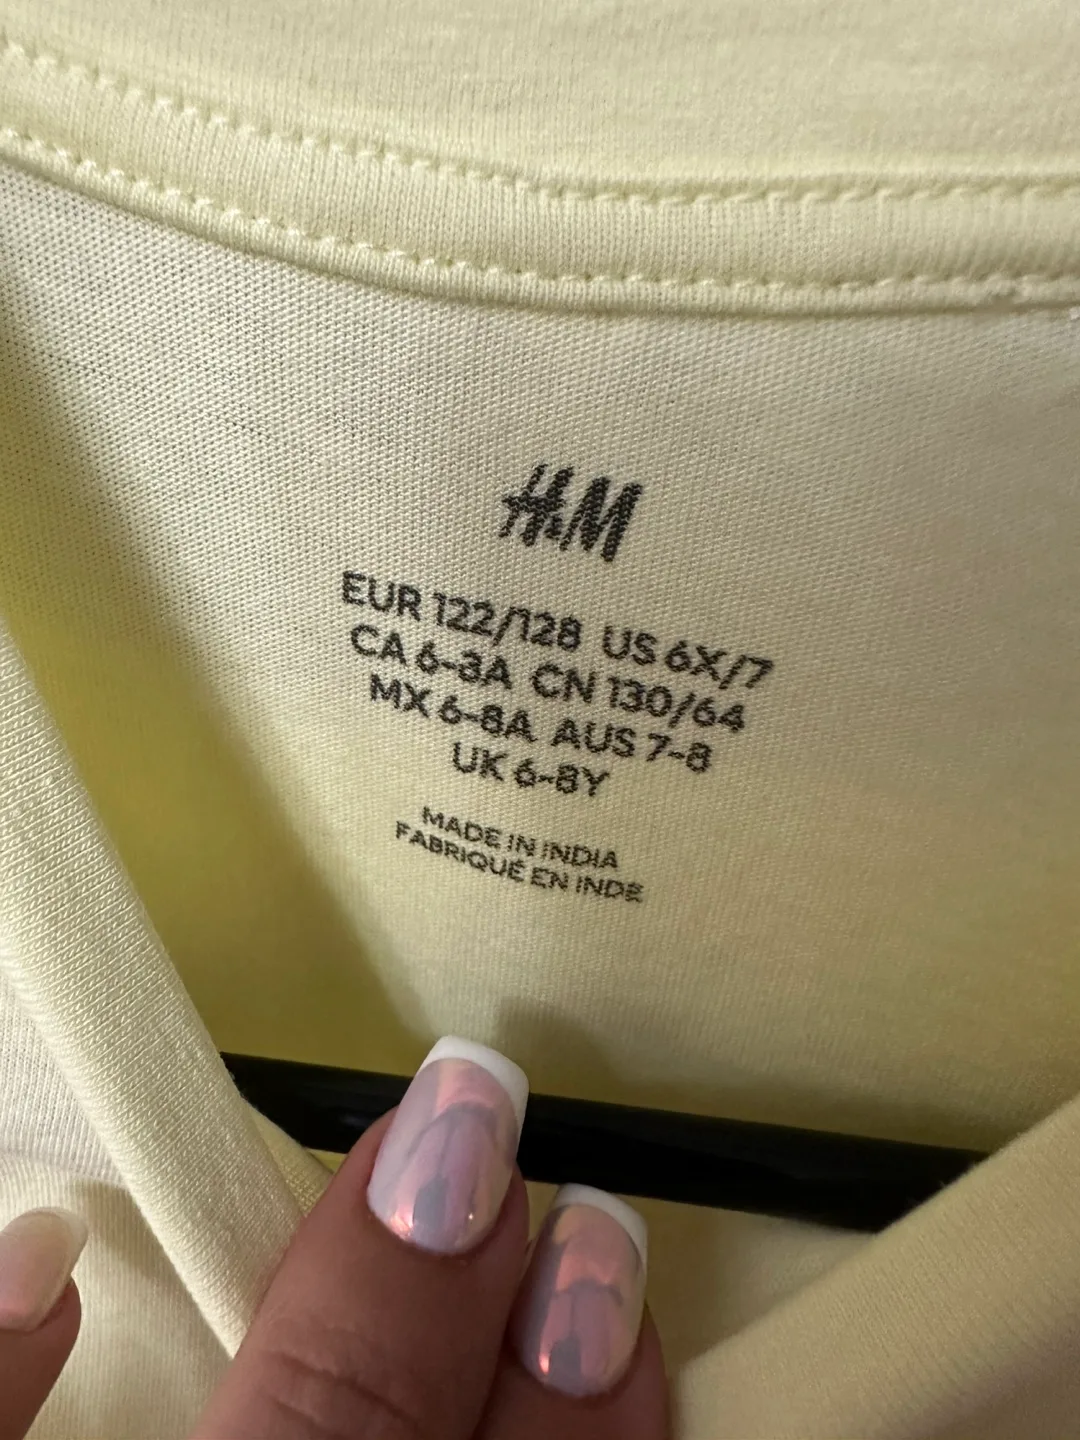 H&M
EUR 122/128 US 6X/7
CA 6-8A CN 130/64
MX 6-8A AUS 7-8
UK 6-8Y
MADE IN INDIA
FABRIQUÉ EN INDE